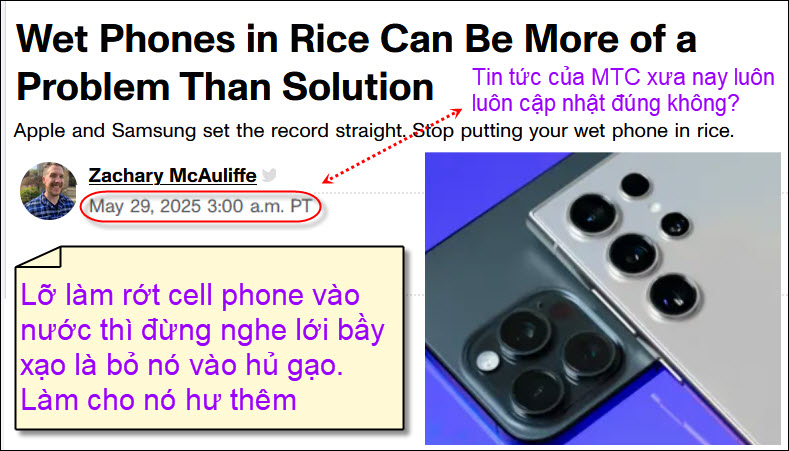 Wet Phones in Rice Can Be More of a
Problem Than Solution
Tin tức của MTC xưa nay luôn
luôn cập nhật đúng không?
Apple and Samsung set the record straight. Stop putting your wet phone in rice.
Zachary McAuliffe
May 29, 2025 3:00 a.m. PT
Lỡ làm rớt cell phone vào
nước thì đừng nghe lới bầy
xạo là bỏ nó vào hủ gạo.
Làm cho nó hư thêm